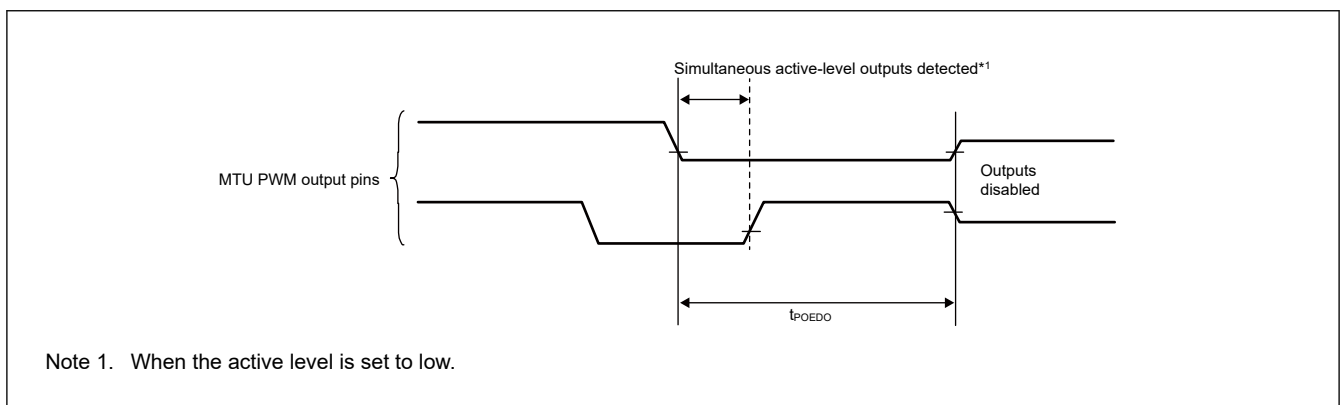 Simultaneous active-level outputs detected*1
MTU PWM output pins
Outputs
disabled
tPOEDO
Note 1. When the active level is set to low.